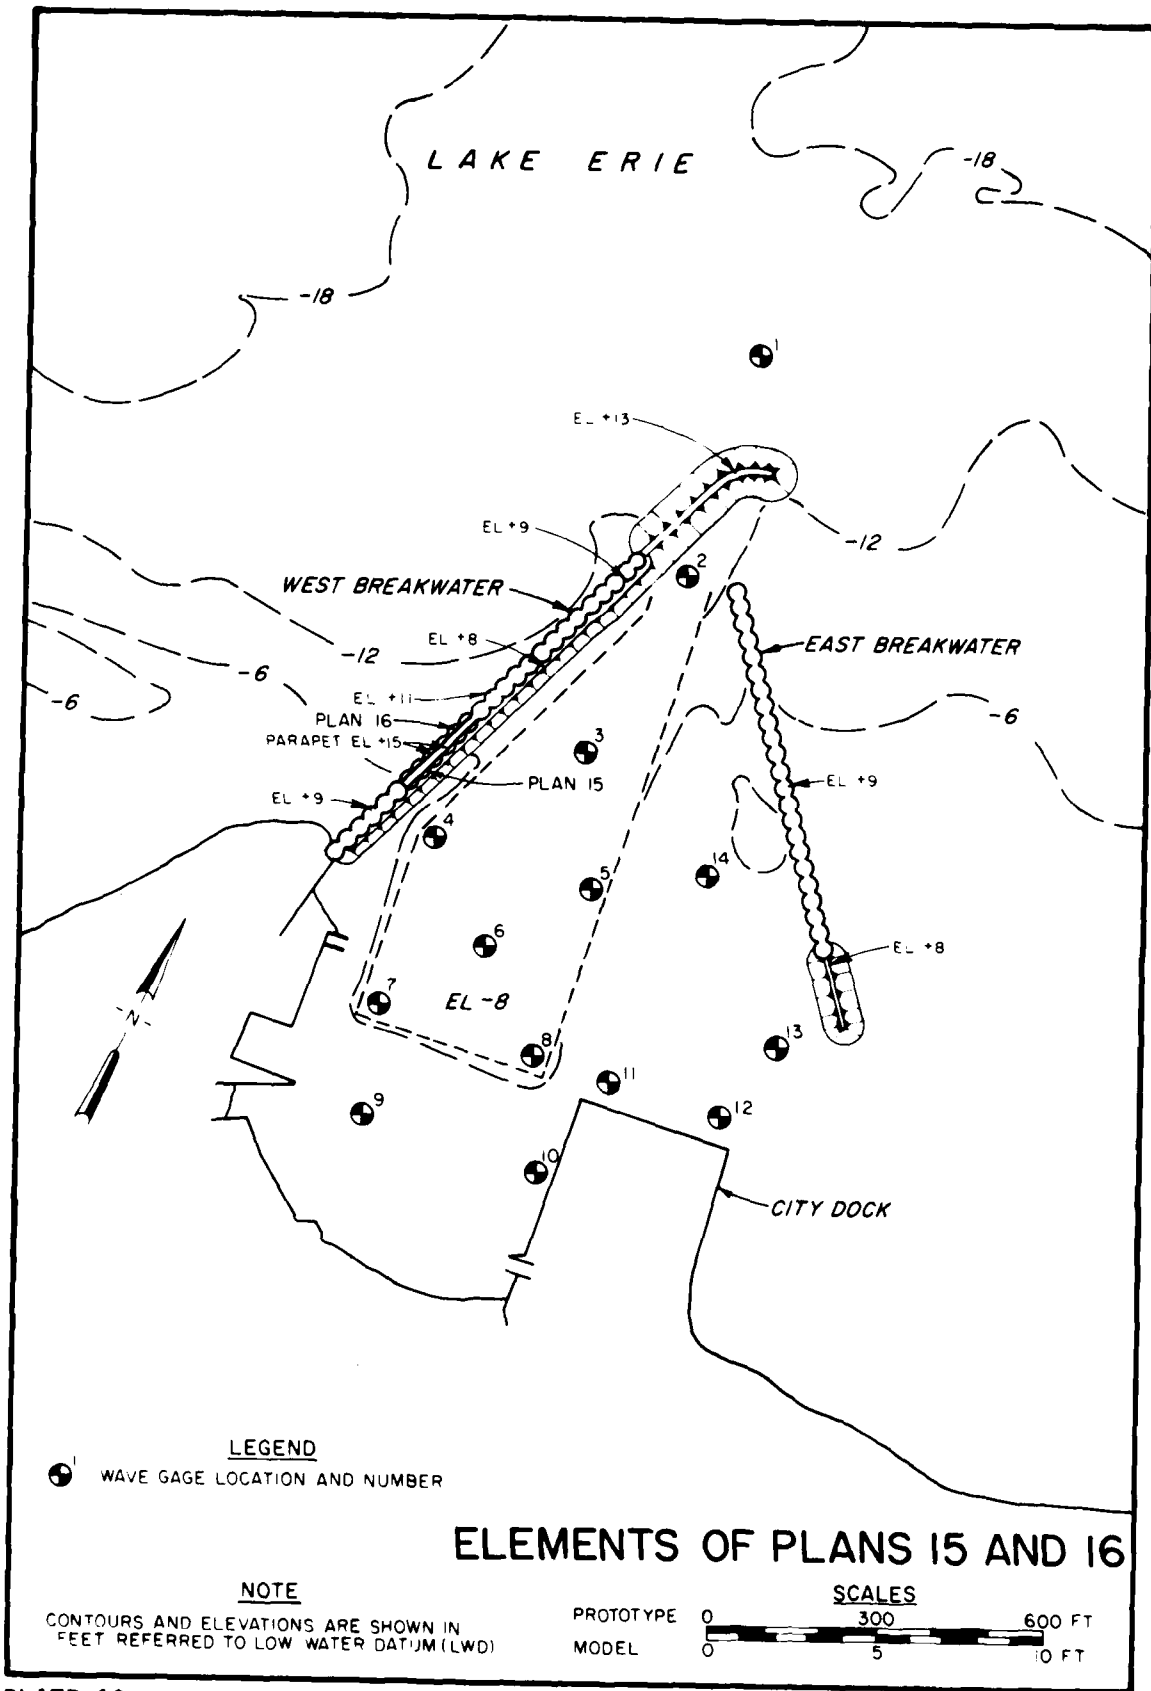 LAKE ERIE
-18
-18
1
EL +13
EL +9
-12
2
WEST BREAKWATER
EL +8
EAST BREAKWATER
-12
-6
-6
EL +11
PLAN 16
-6
PARAPET EL +15
3
PLAN 15
EL +9
EL +9
4
14
5
6
EL +8
7
EL -8
8
13
11
9
12
10
CITY DOCK
-N-
LEGEND
1 WAVE GAGE LOCATION AND NUMBER
ELEMENTS OF PLANS 15 AND 16
NOTE
CONTOURS AND ELEVATIONS ARE SHOWN IN
FEET REFERRED TO LOW WATER DATUM (LWD)
SCALES
PROTOTYPE 0 300 600 FT
MODEL 0 5 10 FT